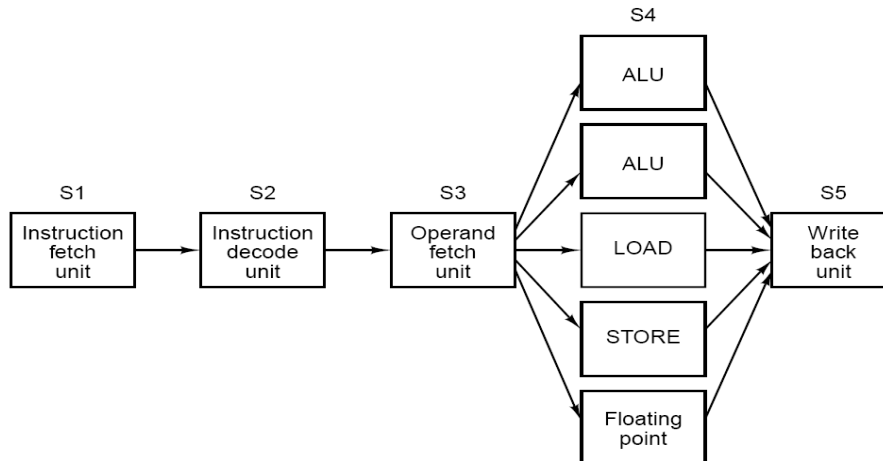 S1
Instruction
fetch
unit
S2
Instruction
decode
unit
S3
Operand
fetch
unit
S4
ALU
ALU
LOAD
STORE
Floating
point
S5
Write
back
unit